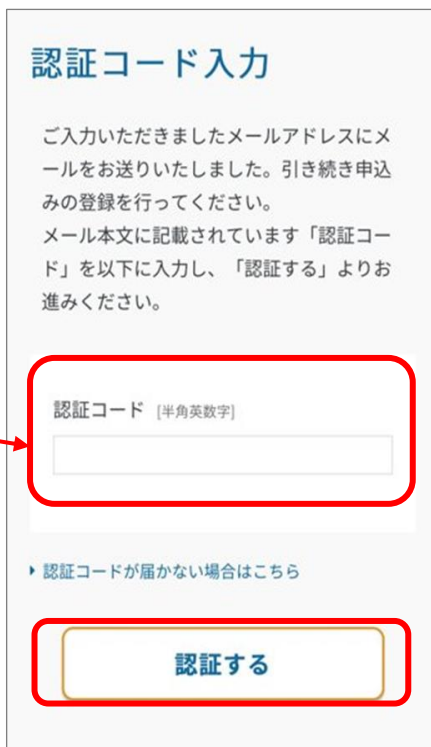 認証コード入力
ご入力いただきましたメールアドレスにメ
ールをお送りいたしました。引き続き申込
みの登録を行ってください。
メール本文に記載されています「認証コー
ド」を以下に入力し、「認証する」よりお
進みください。
認証コード [半角英数字]
認証コードが届かない場合はこちら
認証する